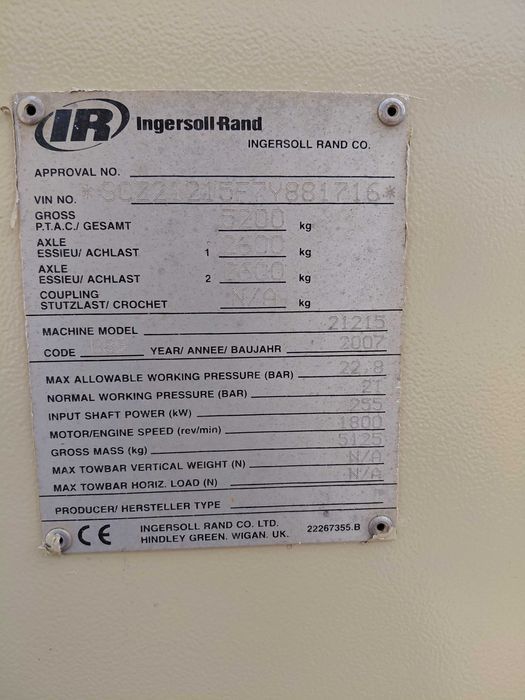 IR Ingersoll-Rand
INGERSOLL RAND CO.
APPROVAL NO.
VIN NO.
GROSS
P.T.A.C./ GESAMT 5200 kg
AXLE
ESSIEU/ ACHLAST 1 2600 kg
AXLE
ESSIEU/ ACHLAST 2 2600 kg
COUPLING
STUTZLAST/ CROCHET N/A kg
MACHINE MODEL 21215
CODE YEAR/ ANNEE/ BAUJAHR 2007
MAX ALLOWABLE WORKING PRESSURE (BAR) 22,8
NORMAL WORKING PRESSURE (BAR) 21
INPUT SHAFT POWER (kW) 255
MOTOR/ENGINE SPEED (rev/min) 1800
GROSS MASS (kg) 5125
MAX TOWBAR VERTICAL WEIGHT (N) N/A
MAX TOWBAR HORIZ. LOAD (N) N/A
PRODUCER/ HERSTELLER TYPE
CE INGERSOLL RAND CO. LTD. 22267355.B
HINDLEY GREEN, WIGAN. UK.